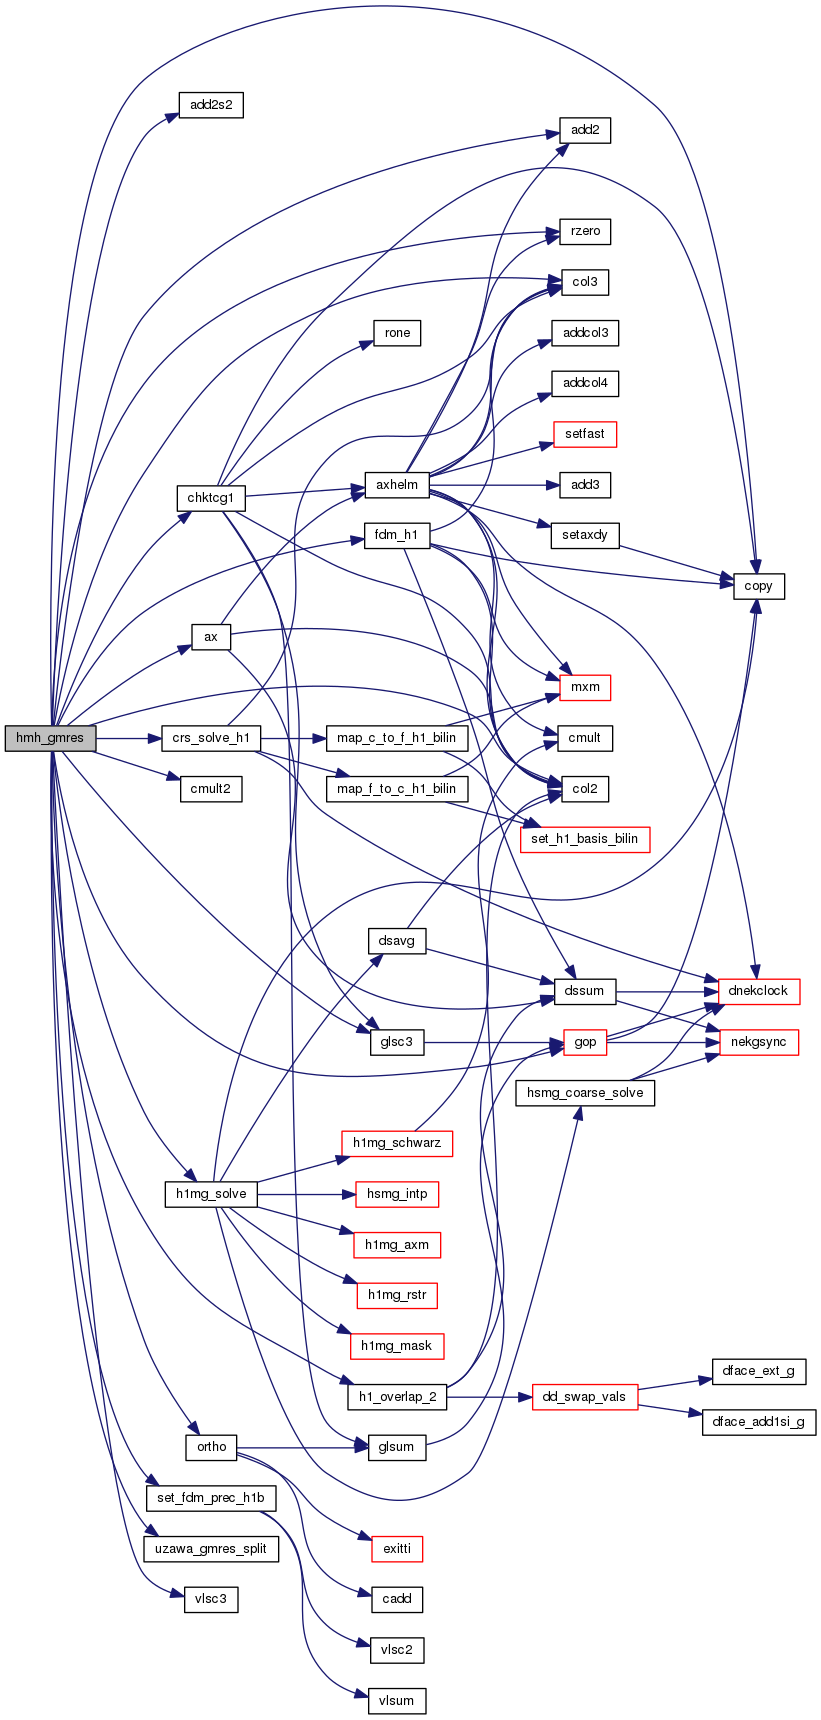 add2s2
add2
rzero
col3
rone
addcol3
addcol4
setfast
axhelm
add3
chktcg1
fdm_h1
setaxdy
copy
ax
mxm
hmh_gmres
crs_solve_h1
map_c_to_f_h1_bilin
cmult
cmult2
map_f_to_c_h1_bilin
col2
set_h1_basis_bilin
dsavg
dssum
dnekclock
glsc3
gop
nekgsync
hsmg_coarse_solve
h1mg_schwarz
h1mg_solve
hsmg_intp
h1mg_axm
h1mg_rstr
h1mg_mask
dface_ext_g
h1_overlap_2
dd_swap_vals
dface_add1si_g
ortho
glsum
set_fdm_prec_h1b
uzawa_gmres_split
exitti
vlsc3
cadd
vlsc2
vlsum